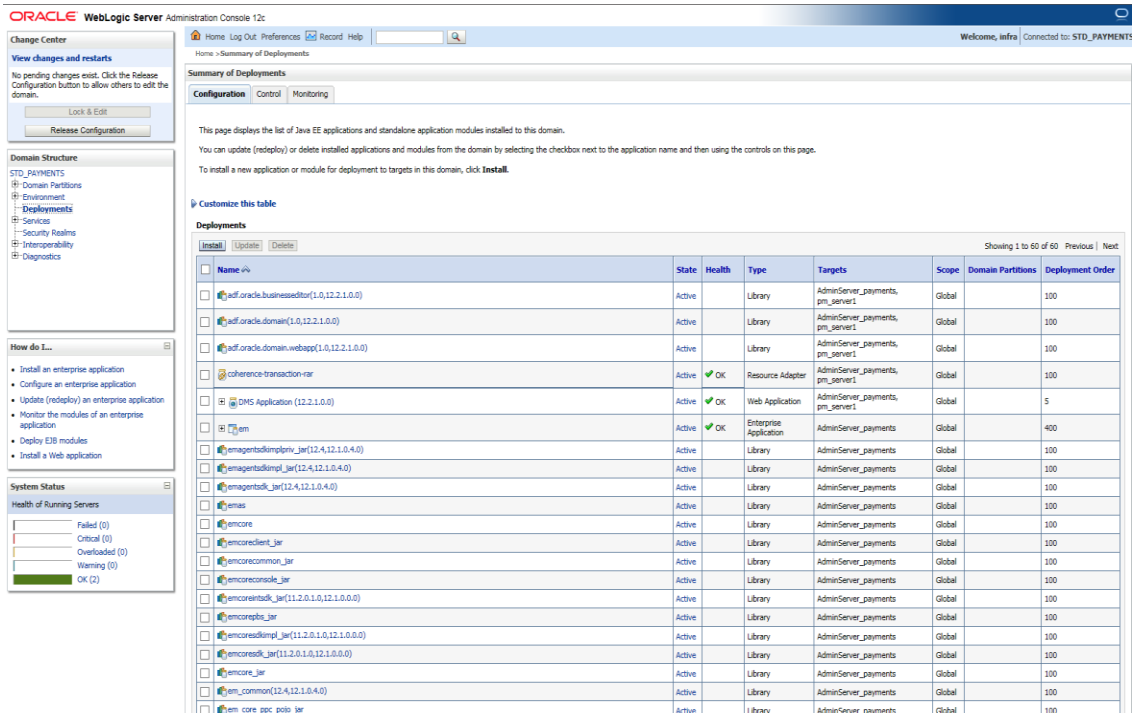 ORACLE WebLogic Server Administration Console 12c
Change Center
View changes and restarts
No pending changes exist. Click the Release
Configuration button to allow others to edit the
domain.
Lock & Edit
Release Configuration
Domain Structure
STD_PAYMENTS
Domain Partitions
Environment
Deployments
Services
Security Realms
Interoperability
Diagnostics
How do I...
Install an enterprise application
Configure an enterprise application
Update (redeploy) an enterprise application
Monitor the modules of an enterprise
application
Deploy EJB modules
Install a Web application
System Status
Health of Running Servers
Failed (0)
Critical (0)
Overloaded (0)
Warning (0)
OK (2)
Home Log Out Preferences Record Help
Welcome, infra Connected to: STD_PAYMENTS
Home >Summary of Deployments
Summary of Deployments
Configuration Control Monitoring
This page displays the list of Java EE applications and standalone application modules installed to this domain.
You can update (redeploy) or delete installed applications and modules from the domain by selecting the checkbox next to the application name and then using the controls on this page.
To install a new application or module for deployment to targets in this domain, click Install.
Customize this table
Deployments
Install Update Delete Showing 1 to 60 of 60 Previous | Next
Name State Health Type Targets Scope Domain Partitions Deployment Order
adf.oracle.businesseditor(1.0,12.2.1.0.0) Active Library AdminServer_payments, pm_server1 Global 100
adf.oracle.domain(1.0,12.2.1.0.0) Active Library AdminServer_payments, pm_server1 Global 100
adf.oracle.domain.webapp(1.0,12.2.1.0.0) Active Library AdminServer_payments, pm_server1 Global 100
coherence-transaction-rar Active OK Resource Adapter AdminServer_payments, pm_server1 Global 100
DMS Application (12.2.1.0.0) Active OK Web Application AdminServer_payments, pm_server1 Global 5
em Active OK Enterprise Application AdminServer_payments Global 400
emagentsdkimplpriv_jar(12.4,12.1.0.4.0) Active Library AdminServer_payments Global 100
emagentsdkimpl_jar(12.4,12.1.0.4.0) Active Library AdminServer_payments Global 100
emagentsdk_jar(12.4,12.1.0.4.0) Active Library AdminServer_payments Global 100
emas Active Library AdminServer_payments Global 100
emcore Active Library AdminServer_payments Global 100
emcoreclient_jar Active Library AdminServer_payments Global 100
emcorecommon_jar Active Library AdminServer_payments Global 100
emcoreconsole_jar Active Library AdminServer_payments Global 100
emcoreintsdk_jar(11.2.0.1.0,12.1.0.0.0) Active Library AdminServer_payments Global 100
emcorepbs_jar Active Library AdminServer_payments Global 100
emcoresdkimpl_jar(11.2.0.1.0,12.1.0.0.0) Active Library AdminServer_payments Global 100
emcoresdk_jar(11.2.0.1.0,12.1.0.0.0) Active Library AdminServer_payments Global 100
emcore_jar Active Library AdminServer_payments Global 100
em_common(12.4,12.1.0.4.0) Active Library AdminServer_payments Global 100
em_core_ppc_pojo_jar Active Library AdminServer_payments Global 100